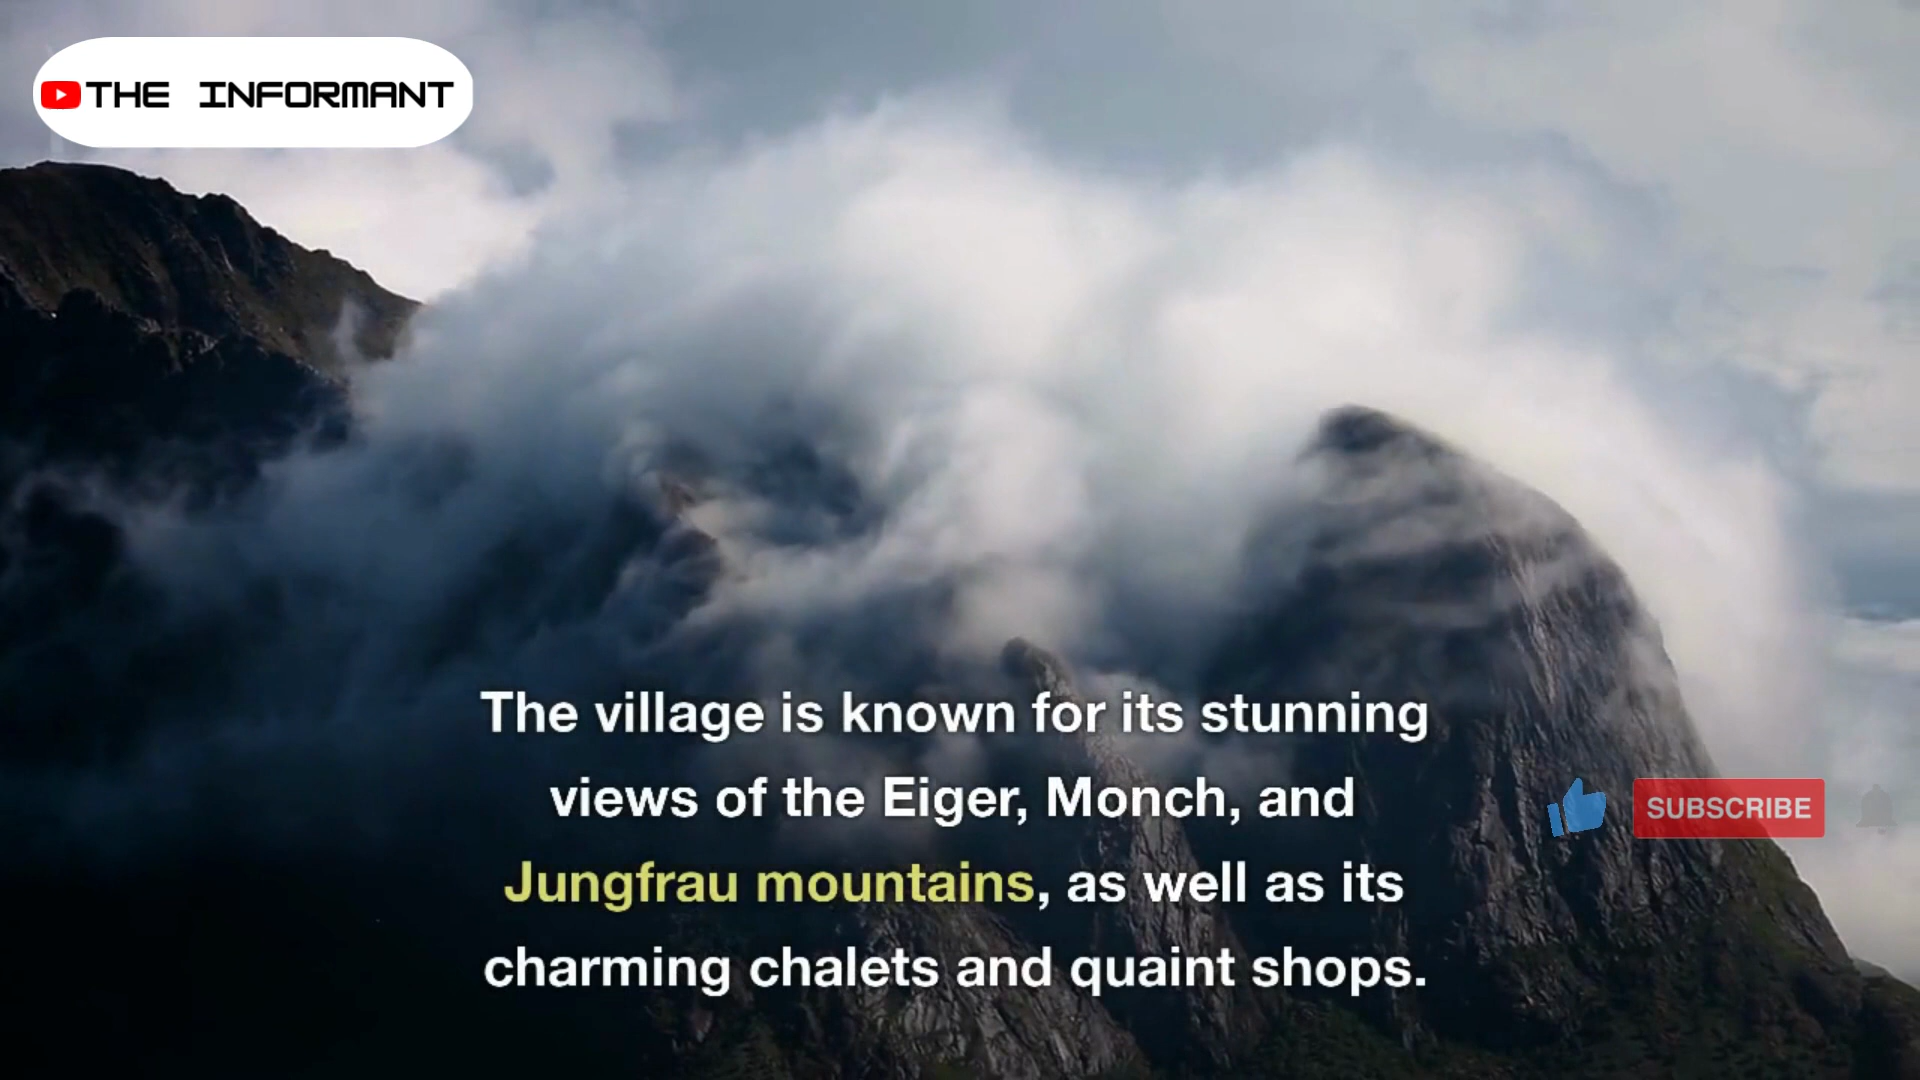 THE INFORMANT
The village is known for its stunning
views of the Eiger, Monch, and
Jungfrau mountains, as well as its
charming chalets and quaint shops.
SUBSCRIBE